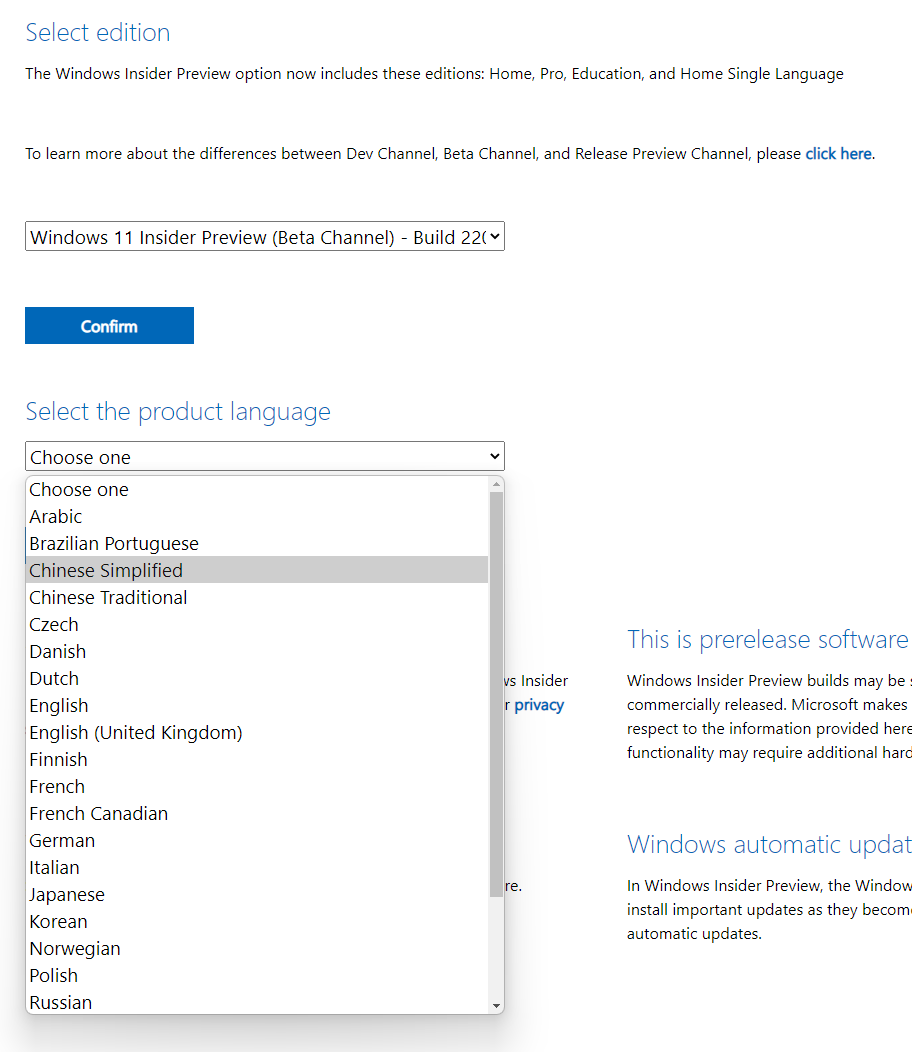 Select edition
The Windows Insider Preview option now includes these editions: Home, Pro, Education, and Home Single Language
To learn more about the differences between Dev Channel, Beta Channel, and Release Preview Channel, please click here.
Windows 11 Insider Preview (Beta Channel) - Build 220
Confirm
Select the product language
Choose one
Choose one
Arabic
Brazilian Portuguese
Chinese Simplified
Chinese Traditional
Czech
Danish
Dutch
English
English (United Kingdom)
Finnish
French
French Canadian
German
Italian
Japanese
Korean
Norwegian
Polish
Russian
Insider
privacy
re.
This is prerelease software
Windows Insider Preview builds may be
commercially released. Microsoft makes
respect to the information provided here
functionality may require additional hard
Windows automatic updat
In Windows Insider Preview, the Window
install important updates as they become
automatic updates.